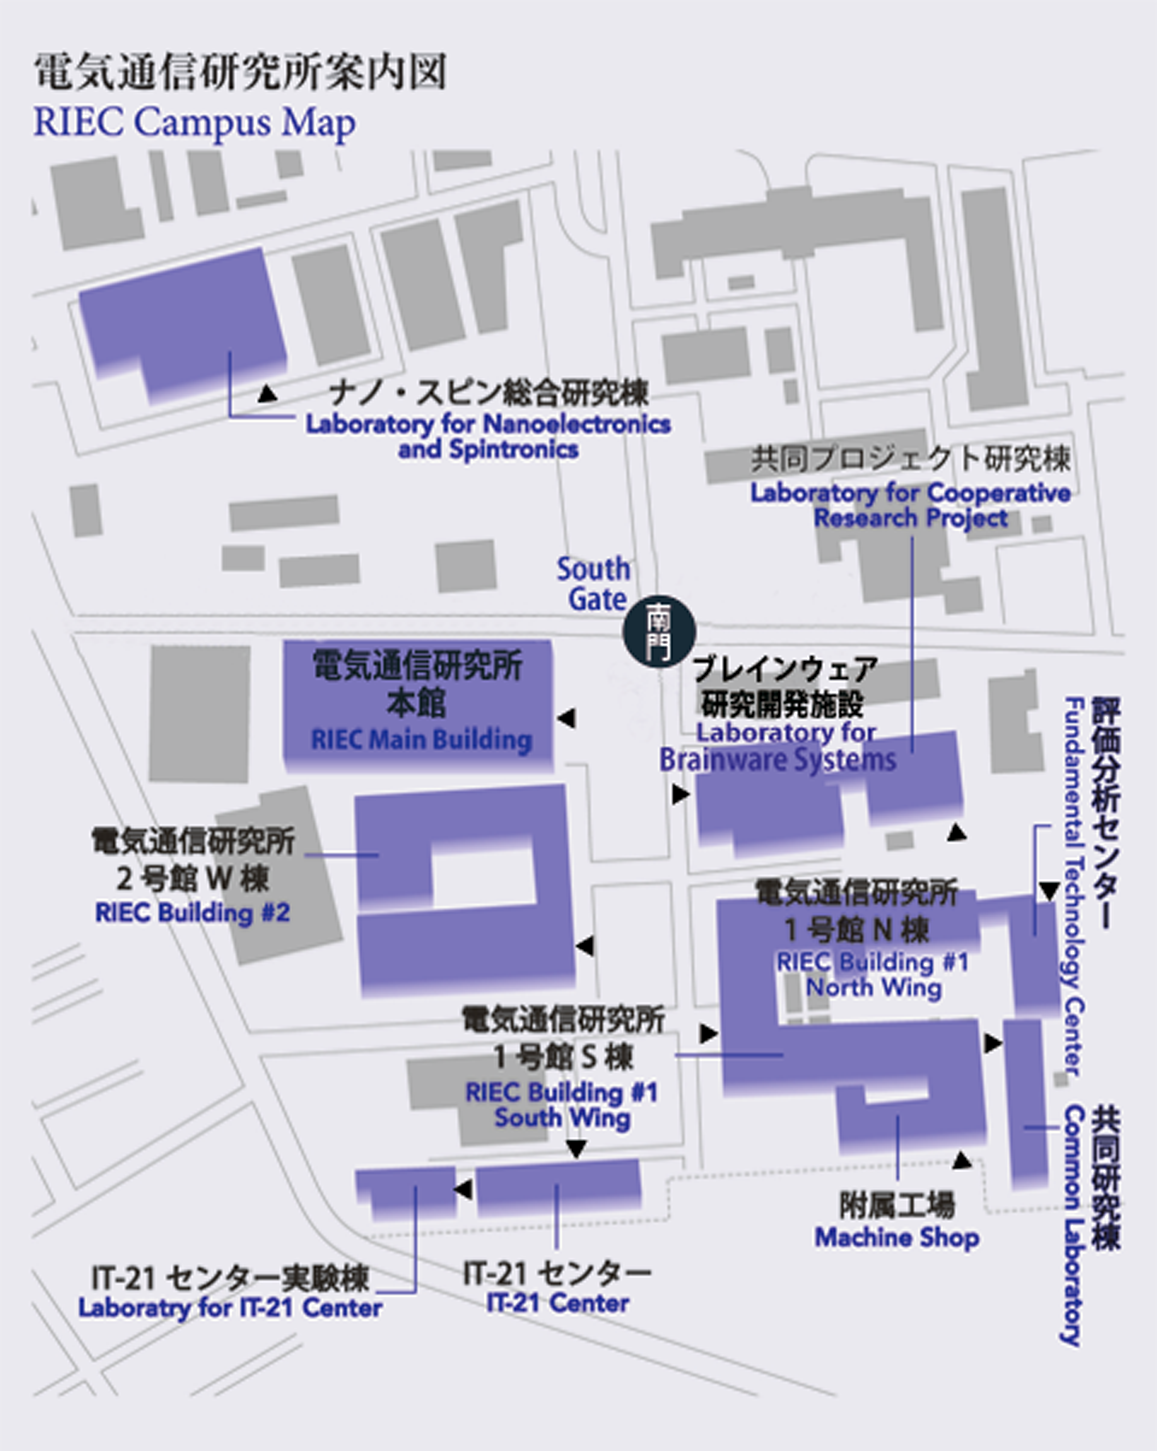 電気通信研究所案内図
RIEC Campus Map
ナノ・スピン総合研究棟
Laboratory for Nanoelectronics
and Spintronics
共同プロジェクト研究棟
Laboratory for Cooperative
Research Project
South
Gate
南
門
電気通信研究所
本館
RIEC Main Building
ブレインウェア
研究開発施設
Laboratory for
Brainware Systems
評価分析センター
Fundamental Technology Center
電気通信研究所
2 号館 W 棟
RIEC Building #2
電気通信研究所
1 号館 N 棟
RIEC Building #1
North Wing
電気通信研究所
1 号館 S 棟
RIEC Building #1
South Wing
共同研究棟
Common Laboratory
附属工場
Machine Shop
IT-21 センター実験棟
Laboratry for IT-21 Center
IT-21 センター
IT-21 Center